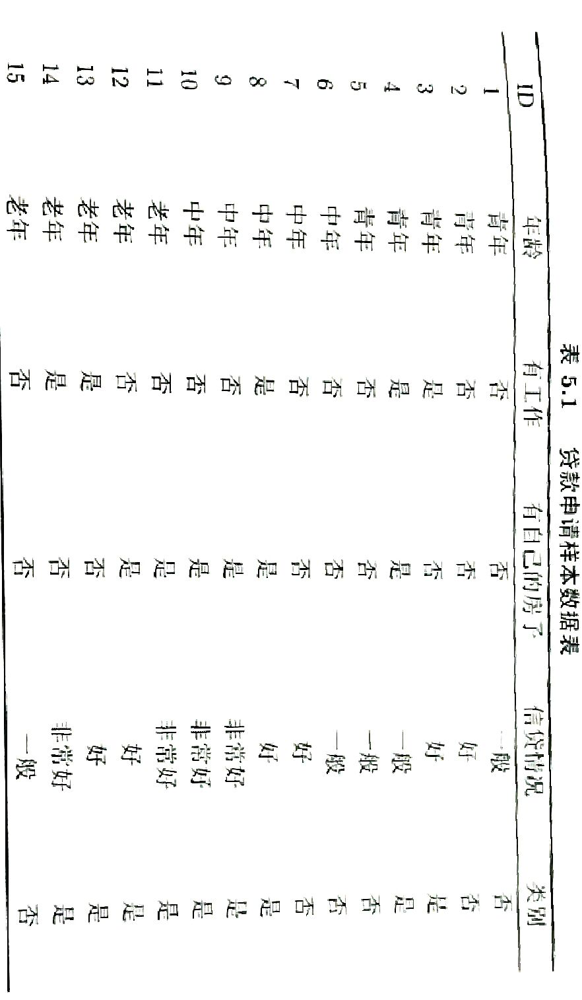 表 5.1 贷款申请样本数据表
ID 年龄 有工作 有自己的房子 信贷情况 类别
1 青年 否 否 一般 否
2 青年 否 否 好 否
3 青年 是 否 好 是
4 青年 是 是 一般 是
5 青年 否 否 一般 否
6 中年 否 否 一般 否
7 中年 否 否 好 否
8 中年 是 是 好 是
9 中年 否 是 非常好 是
10 中年 否 是 非常好 是
11 老年 否 是 非常好 是
12 老年 否 是 好 是
13 老年 是 否 好 是
14 老年 是 否 非常好 是
15 老年 否 否 一般 否